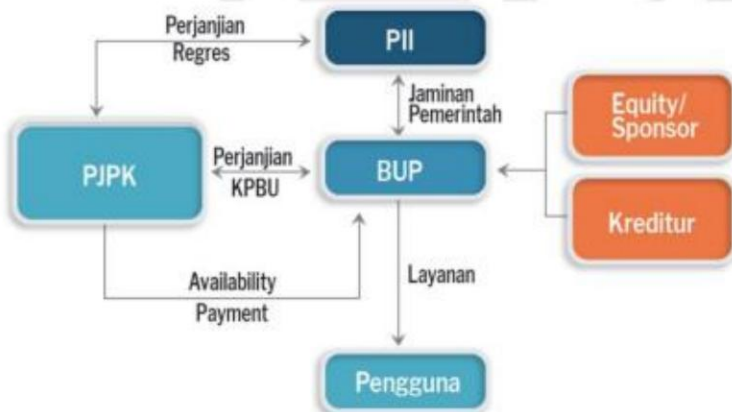 Perjanjian
Regres
PII
Jaminan
Pemerintah
Equity/
Sponsor
PJPK
Perjanjian
KPBU
BUP
Kreditur
Availability
Payment
Layanan
Pengguna